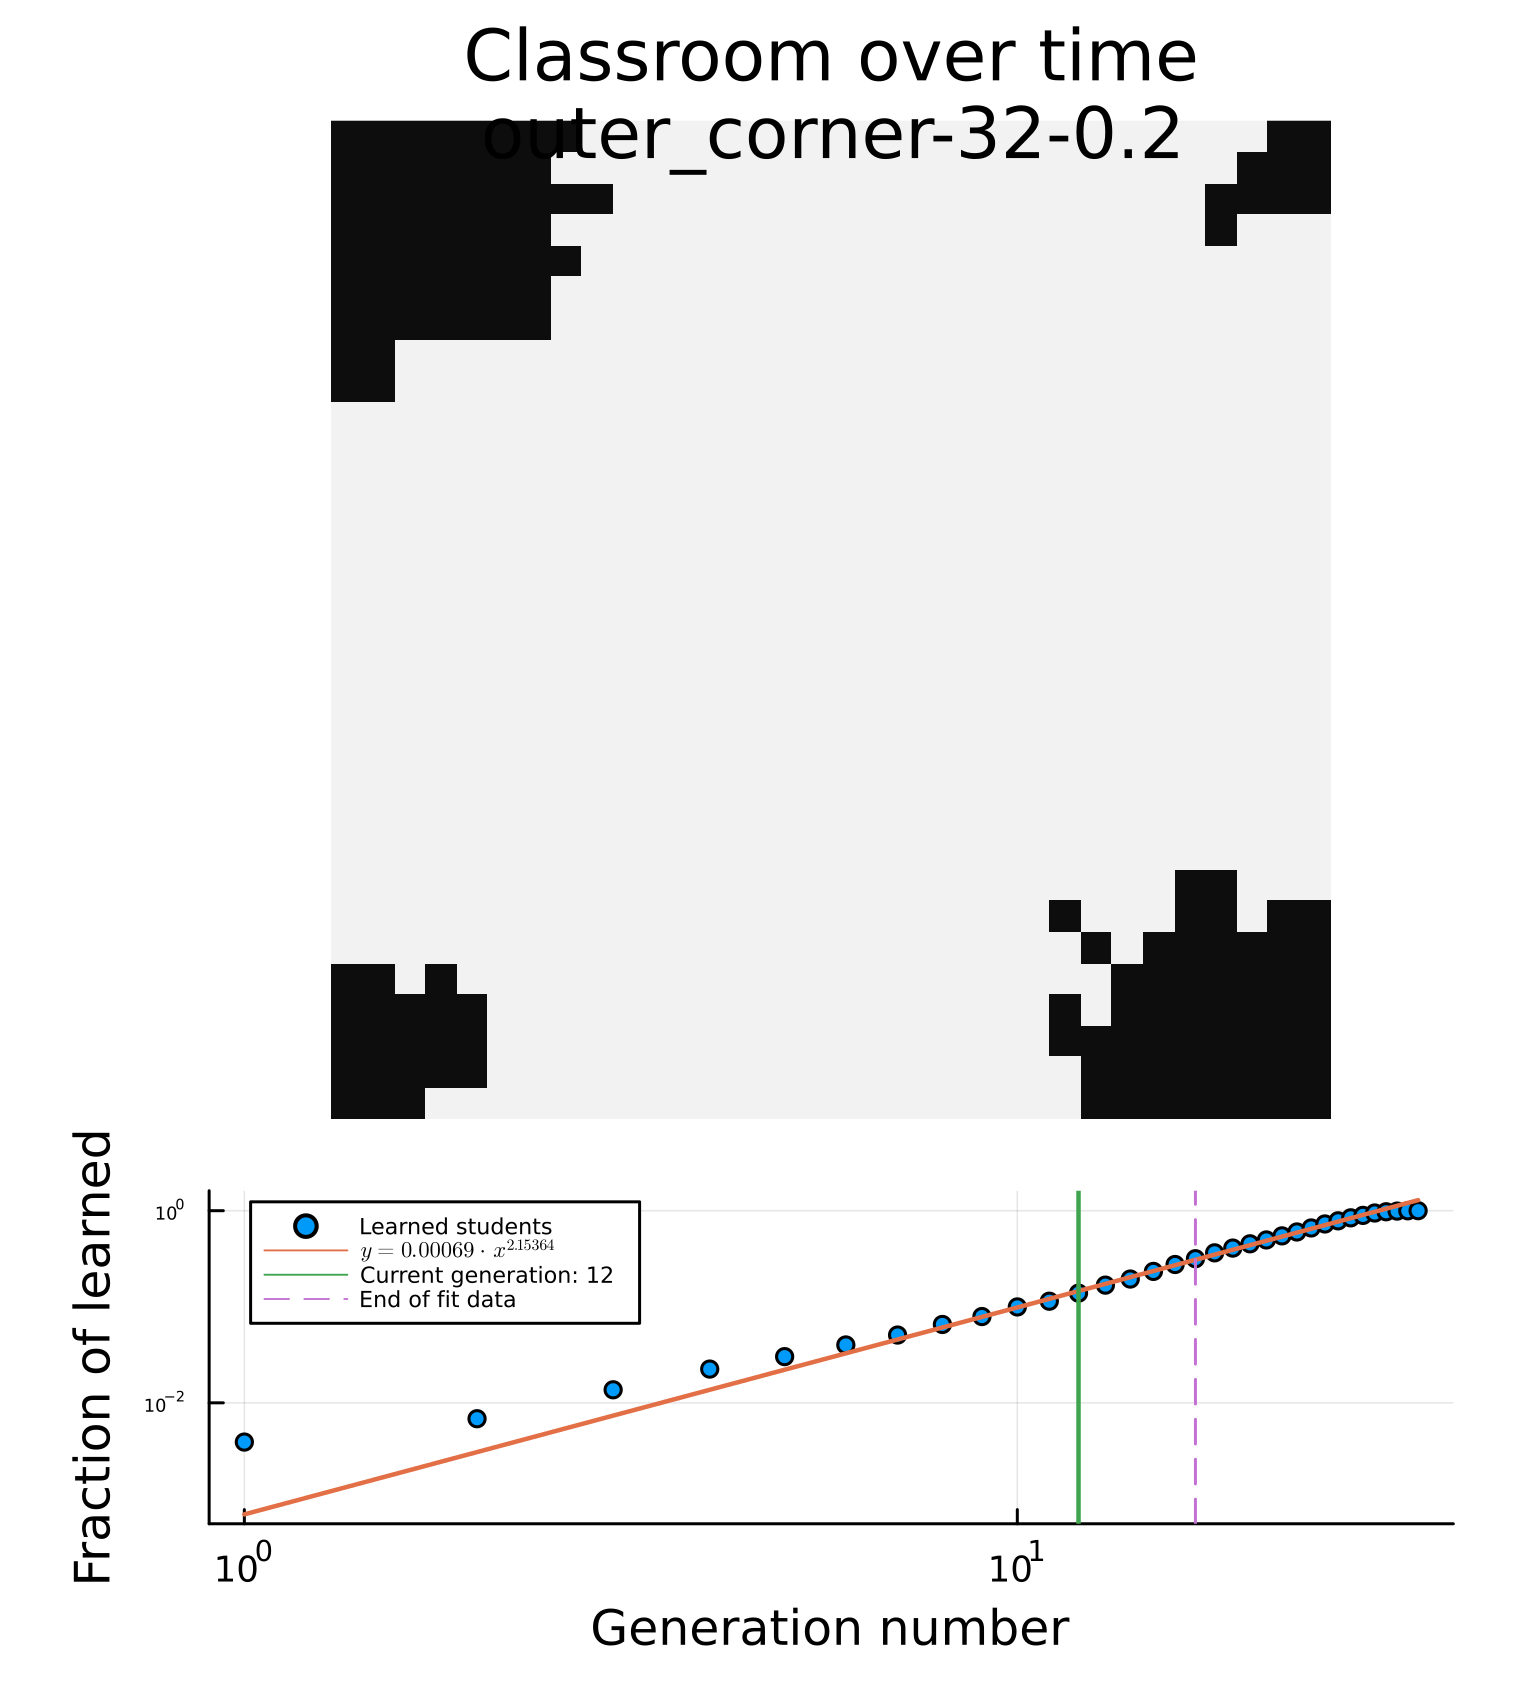 Classroom over time
outer_corner-32-0.2
Fraction of learned
10^0
10^−2
Learned students
y = 0.00069 · x^2.15364
Current generation: 12
End of fit data
10^0
10^1
Generation number